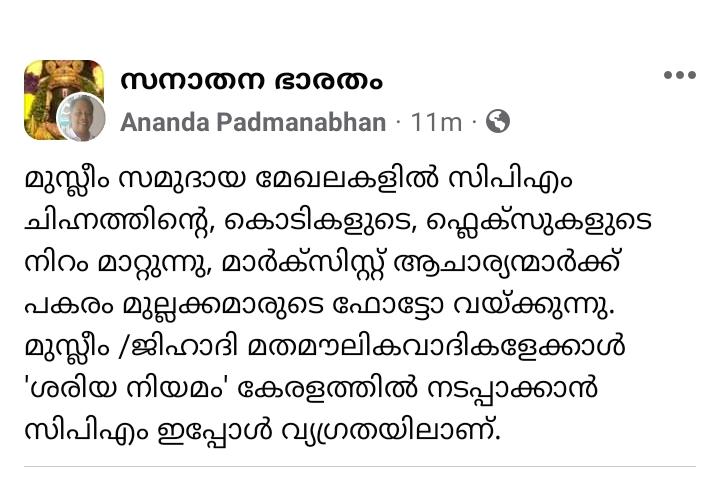 സനാതന ഭാരതം
Ananda Padmanabhan · 11m ·
മുസ്ലീം സമുദായ മേഖലകളിൽ സിപിഎം
ചിഹ്നത്തിന്റെ, കൊടികളുടെ, ഫ്ലെക്സുകളുടെ
നിറം മാറ്റുന്നു, മാർക്സിസ്റ്റ് ആചാര്യന്മാർക്ക്
പകരം മുല്ലക്കമാരുടെ ഫോട്ടോ വയ്ക്കുന്നു.
മുസ്ലീം /ജിഹാദി മതമൗലികവാദികളേക്കാൾ
'ശരിയ നിയമം' കേരളത്തിൽ നടപ്പാക്കാൻ
സിപിഎം ഇപ്പോൾ വ്യഗ്രതയിലാണ്.